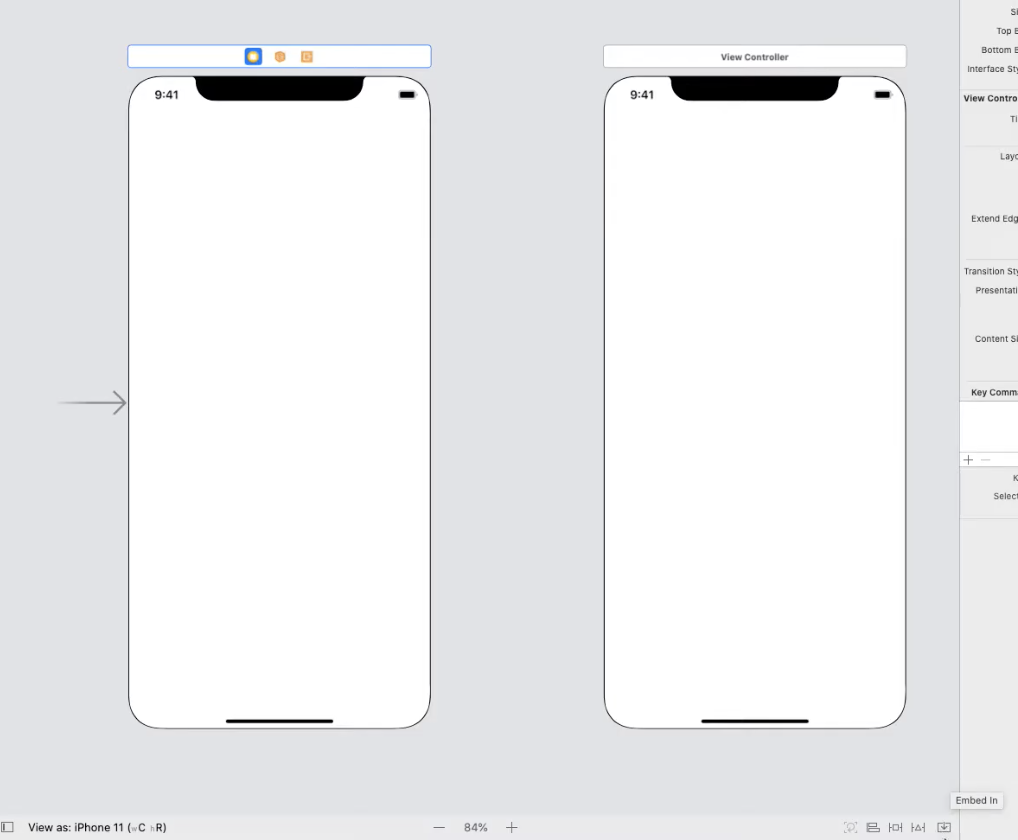 View Controller
9:41
9:41
Si
Top B
Bottom B
Interface Sty
View Contro
Ti
Layo
Extend Edg
Transition Sty
Presentati
Content Si
Key Comma
K
Select
Embed In
View as: iPhone 11 (wC hR)
84%